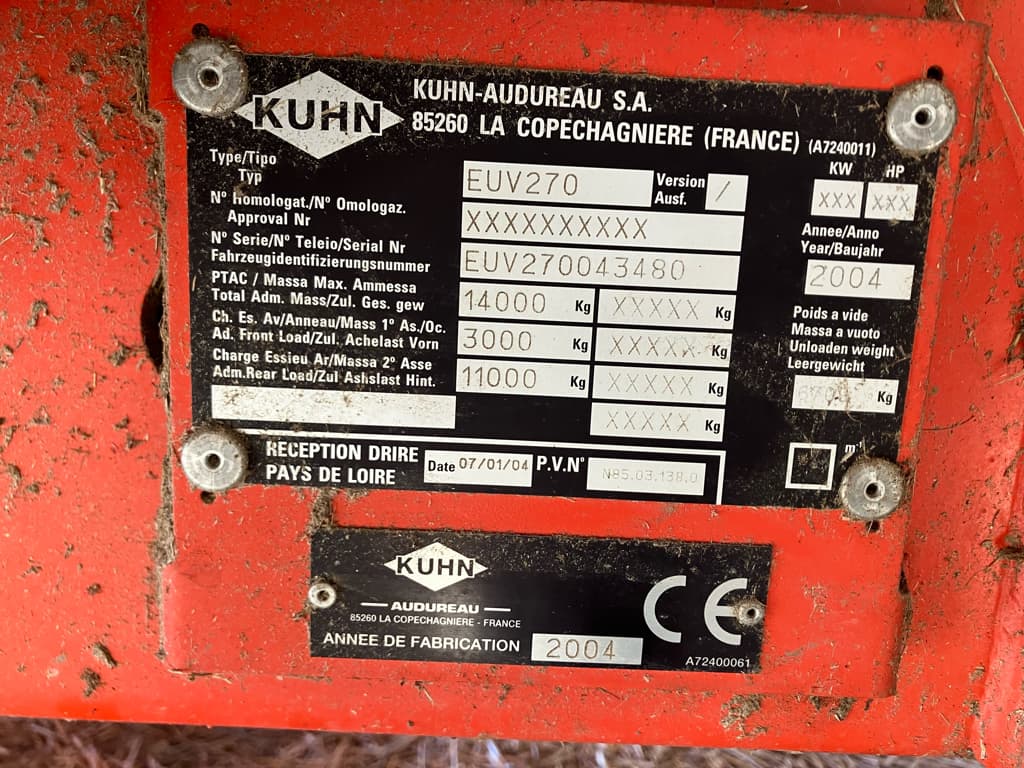 KUHN
KUHN-AUDUREAU S.A.
85260 LA COPECHAGNIERE (FRANCE) (A7240011)
Type/Tipo
Typ
EUV270
Version
Ausf.
/
KW HP
XXX XXX
N° Homologat./N° Omologaz.
Approval Nr
XXXXXXXXXX
Annee/Anno
Year/Baujahr
2004
N° Serie/N° Teleio/Serial Nr
Fahrzeugidentifizierungsnummer
EUV270043480
PTAC / Massa Max. Ammessa
Total Adm. Mass/Zul. Ges. gew
14000 Kg XXXXX Kg
Ch. Es. Av/Anneau/Mass 1° As./Oc.
Ad. Front Load/Zul. Achelast Vorn
3000 Kg XXXXX Kg
Charge Essieu Ar/Massa 2° Asse
Adm.Rear Load/Zul Ashslast Hint.
11000 Kg XXXXX Kg
XXXXX Kg
Poids a vide
Massa a vuoto
Unloaden weight
Leergewicht
Kg
RECEPTION DRIRE
PAYS DE LOIRE
Date 07/01/04 P.V.N° N85.03.138.0
m⁻¹
KUHN
AUDUREAU
85260 LA COPECHAGNIERE - FRANCE
ANNEE DE FABRICATION 2004
CE
A72400061